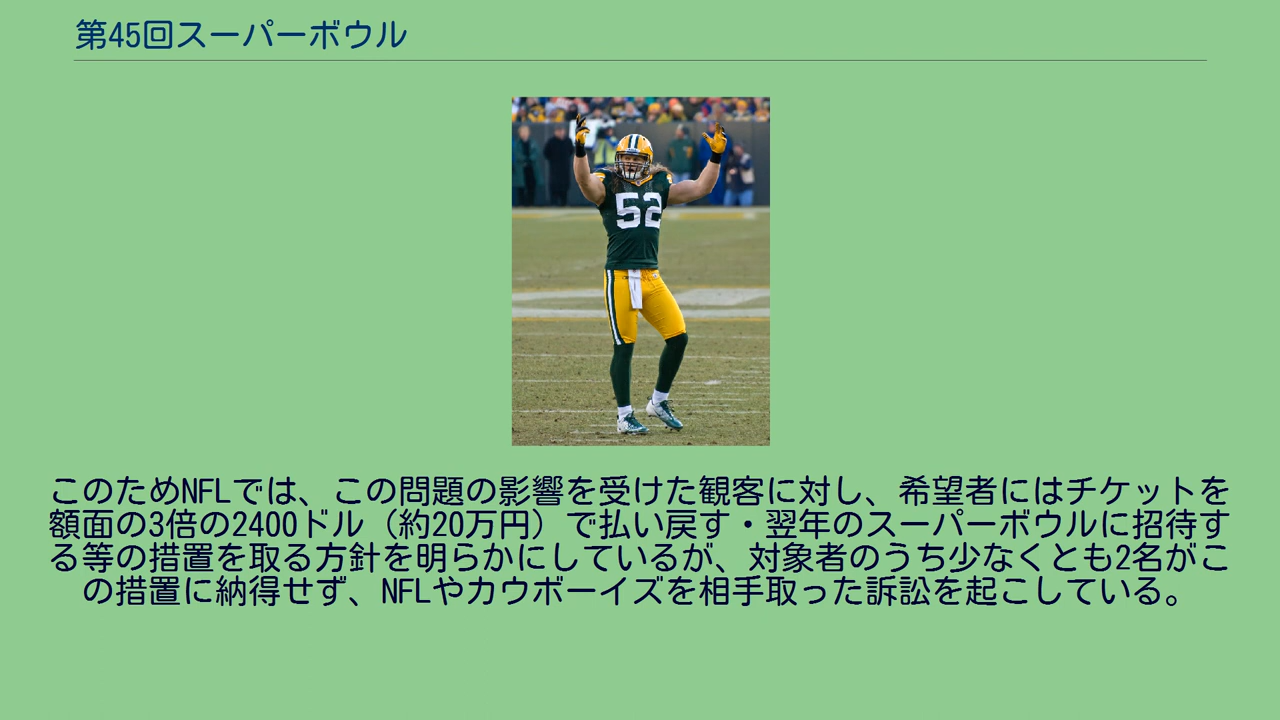 第45回スーパーボウル
52
このためNFLでは、この問題の影響を受けた観客に対し、希望者にはチケットを
額面の3倍の2400ドル（約20万円）で払い戻す・翌年のスーパーボウルに招待す
る等の措置を取る方針を明らかにしているが、対象者のうち少なくとも2名がこ
の措置に納得せず、NFLやカウボーイズを相手取った訴訟を起こしている。